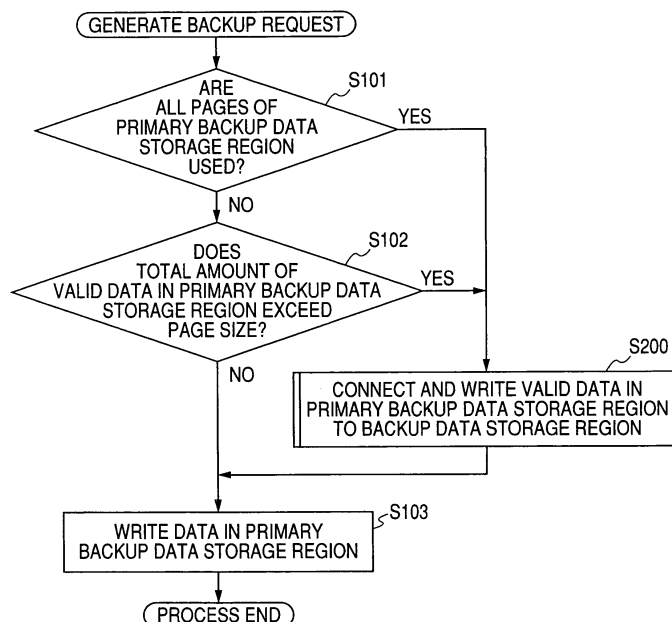 GENERATE BACKUP REQUEST
S101
ARE
ALL PAGES OF
PRIMARY BACKUP DATA
STORAGE REGION
USED?
YES
NO
S102
DOES
TOTAL AMOUNT OF
VALID DATA IN PRIMARY BACKUP DATA
STORAGE REGION EXCEED
PAGE SIZE?
YES
NO
S200
CONNECT AND WRITE VALID DATA IN
PRIMARY BACKUP DATA STORAGE REGION
TO BACKUP DATA STORAGE REGION
S103
WRITE DATA IN PRIMARY
BACKUP DATA STORAGE REGION
PROCESS END